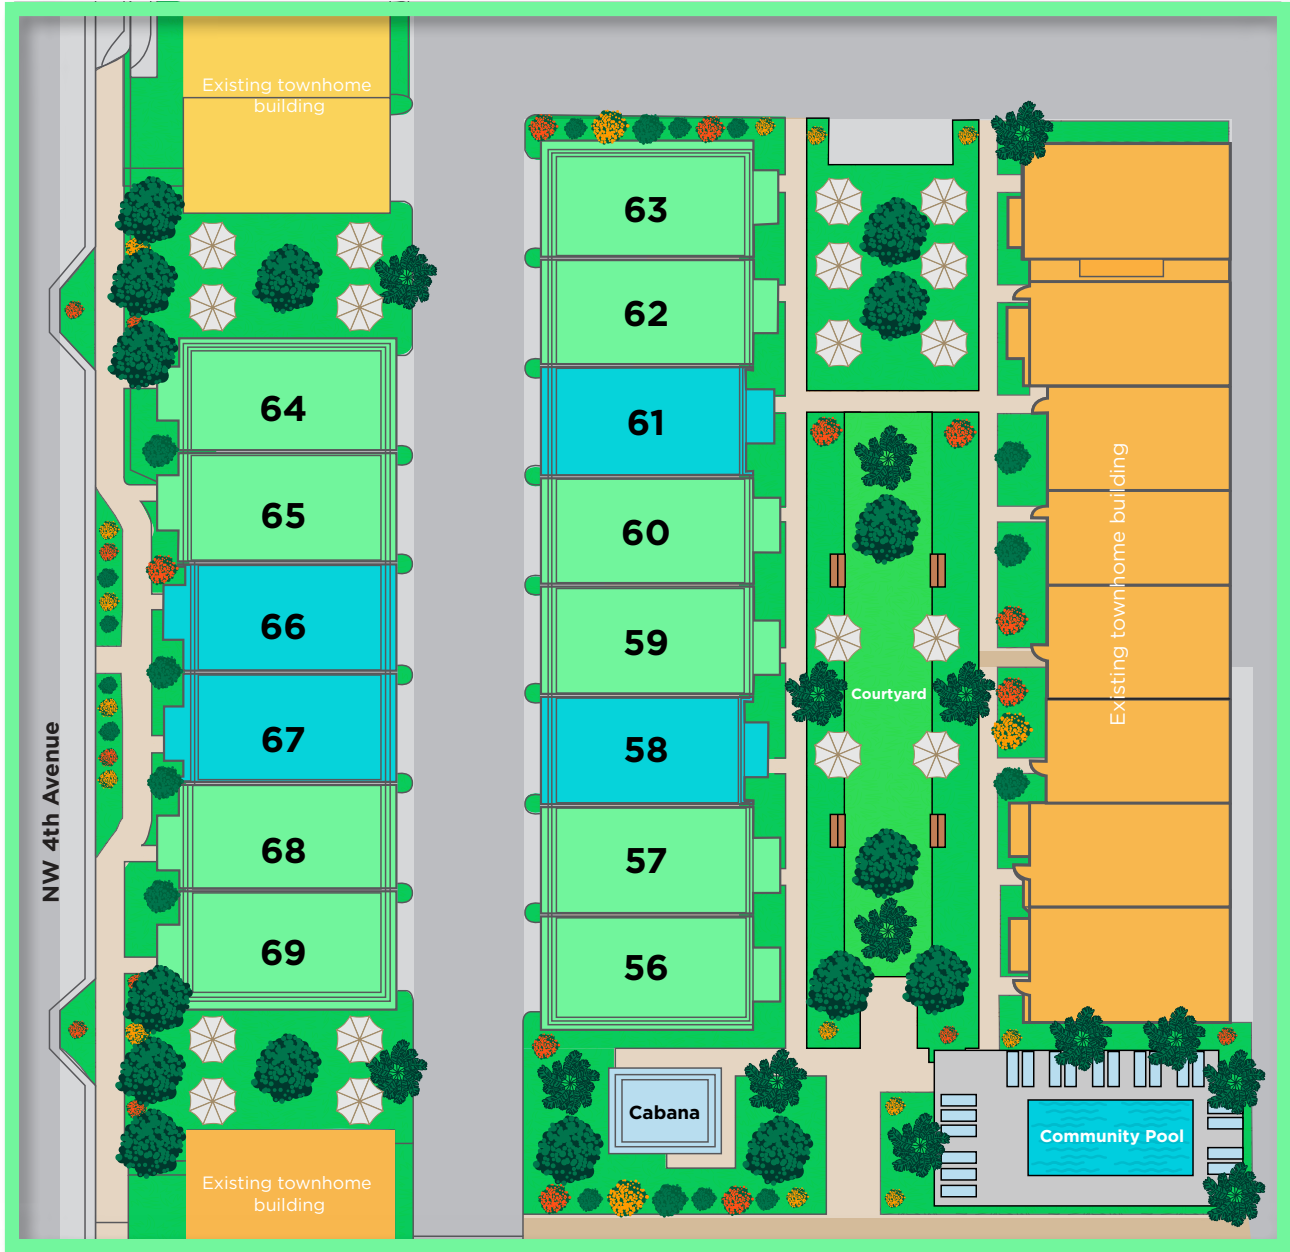 Existing townhome
building
63
62
61
60
59
58
57
56
64
65
66
67
68
69
NW 4th Avenue
Courtyard
Existing townhome building
Cabana
Community Pool
Existing townhome
building